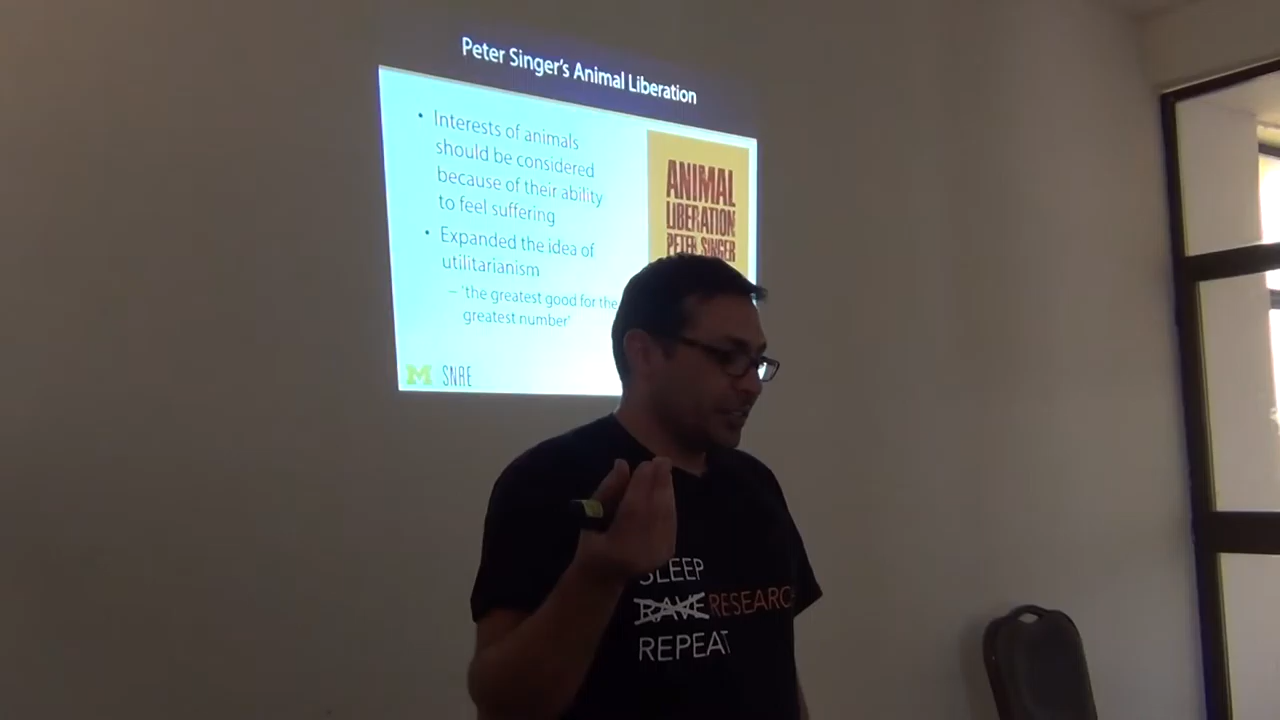 Peter Singer's Animal Liberation
• Interests of animals
should be considered
because of their ability
to feel suffering
• Expanded the idea of
utilitarianism
– 'the greatest good for the
greatest number'
ANIMAL
LIBERATION
PETER SINGER
M SNRE
SLEEP
RAVE RESEARCH
REPEAT